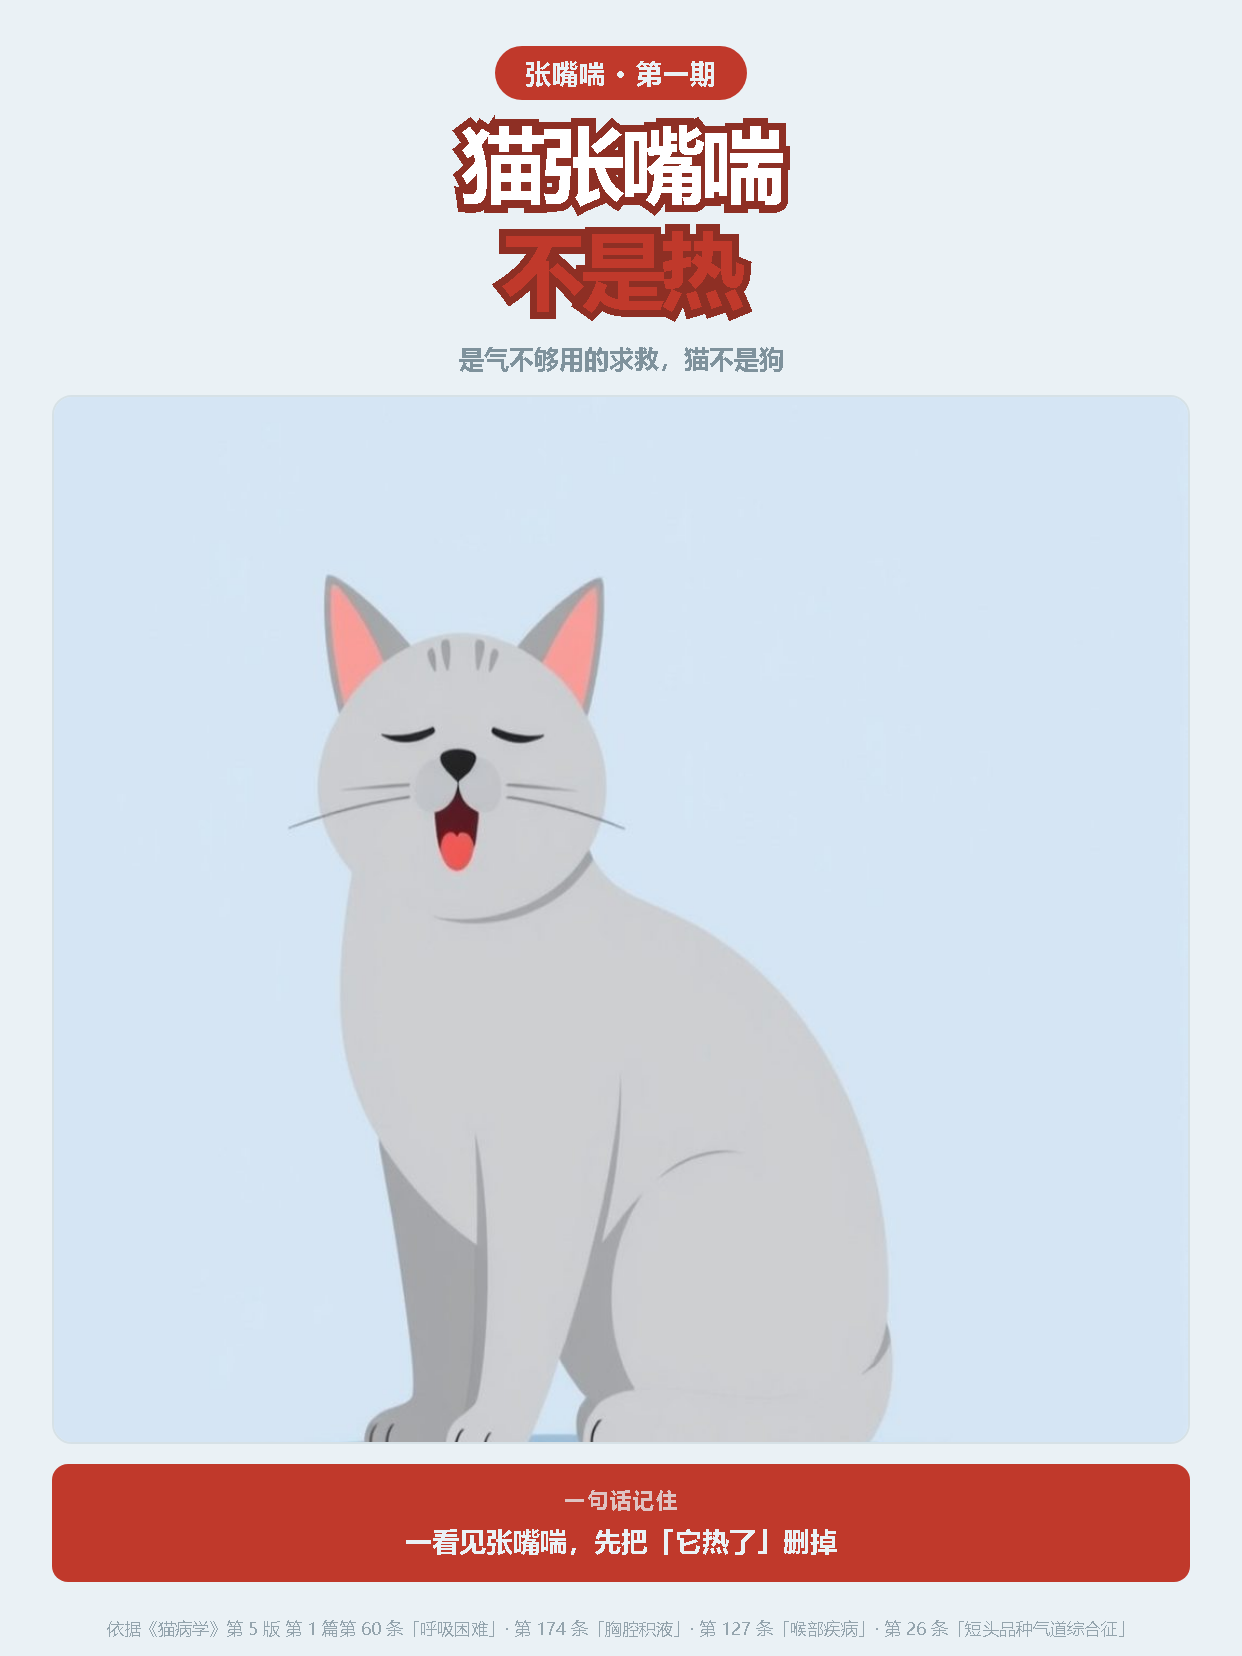 张嘴喘·第一期
猫张嘴喘
不是热
是气不够用的求救，猫不是狗
一句话记住
一看见张嘴喘，先把「它热了」删掉
依据《猫病学》第 5 版 第 1 篇第 60 条「呼吸困难」· 第 174 条「胸腔积液」· 第 127 条「喉部疾病」· 第 26 条「短头品种气道综合征」